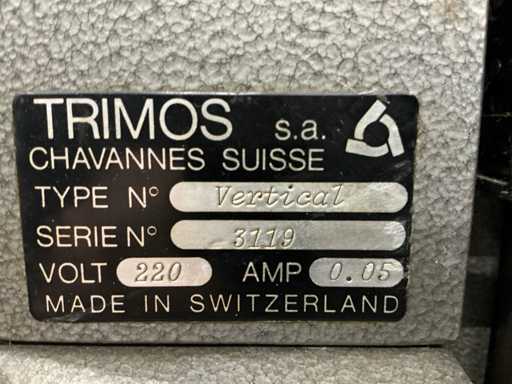 TRIMOS s.a.
CHAVANNES SUISSE
TYPE N° Vertical
SERIE N° 3119
VOLT 220 AMP 0.05
MADE IN SWITZERLAND